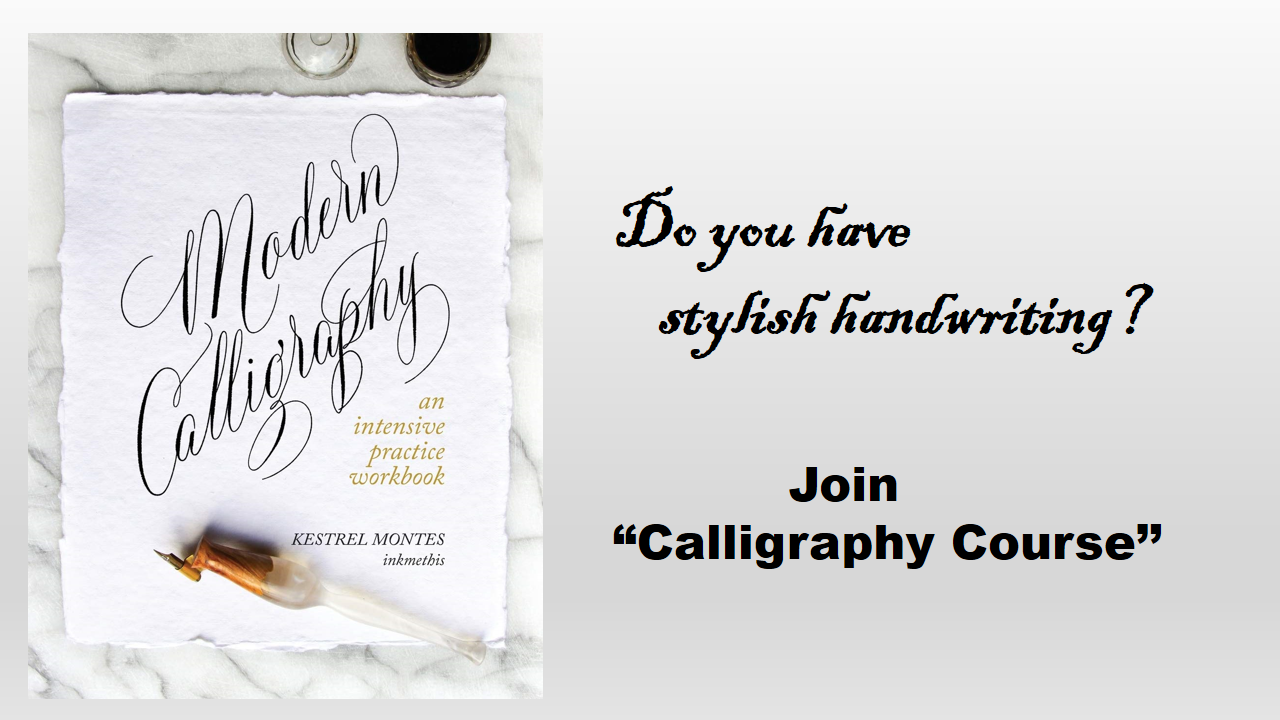 Modern
Calligraphy
an
intensive
practice
workbook
KESTREL MONTES
inkmethis
Do you have
stylish handwriting?
Join
“Calligraphy Course”